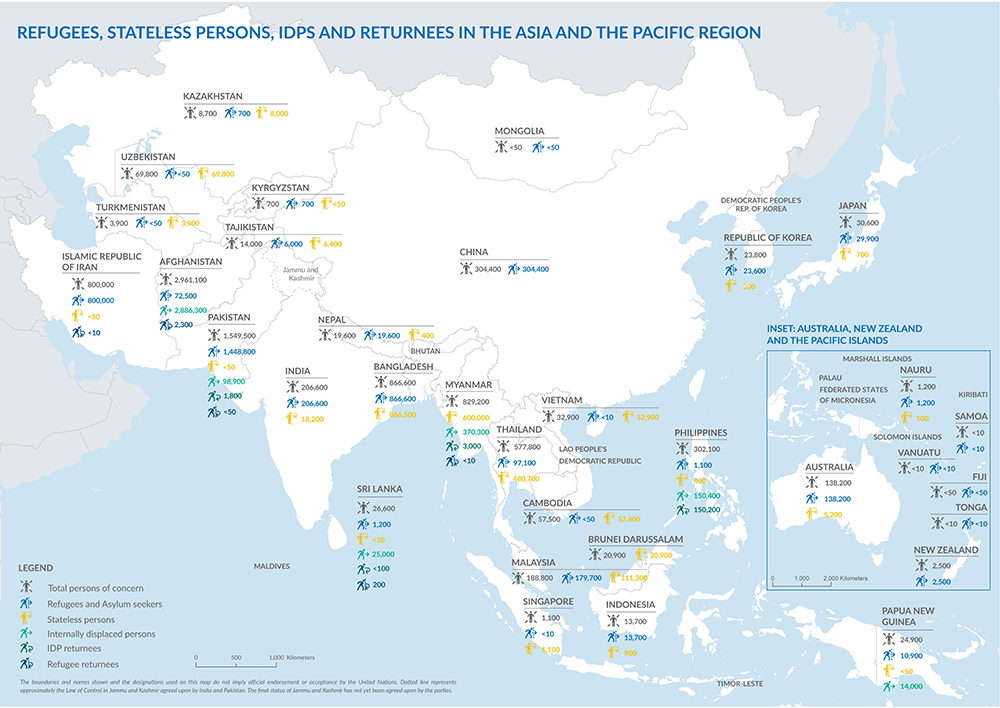 REFUGEES, STATELESS PERSONS, IDPS AND RETURNEES IN THE ASIA AND THE PACIFIC REGION
KAZAKHSTAN
8,700 700 8,000
MONGOLIA
<50 <50
UZBEKISTAN
69,800 <50 69,800
KYRGYZSTAN
700 700 <50
TURKMENISTAN
3,900 <50 3,900
TAJIKISTAN
14,000 6,000 6,400
DEMOCRATIC PEOPLE'S
REP. OF KOREA
JAPAN
30,600
29,900
700
REPUBLIC OF KOREA
23,800
23,600
200
CHINA
304,400 304,400
ISLAMIC REPUBLIC
OF IRAN
800,000
800,000
<50
<10
AFGHANISTAN
2,961,100
72,500
2,886,300
2,300
Jammu and
Kashmir
PAKISTAN
1,549,500
1,448,800
<50
98,900
1,800
<50
NEPAL
19,600 19,600 400
BHUTAN
INDIA
206,600
206,600
18,200
BANGLADESH
866,600
866,600
866,500
MYANMAR
829,200
600,000
370,300
3,000
<10
VIETNAM
32,900 <10 32,900
THAILAND
577,800
97,100
480,700
LAO PEOPLE'S
DEMOCRATIC REPUBLIC
PHILIPPINES
302,100
1,100
150,400
150,200
CAMBODIA
57,500 <50 57,400
SRI LANKA
26,600
1,200
<50
25,000
<100
200
MALDIVES
BRUNEI DARUSSALAM
20,900 20,900
MALAYSIA
188,800 179,700 111,300
SINGAPORE
1,100
<10
1,100
INDONESIA
13,700
13,700
900
TIMOR-LESTE
PAPUA NEW
GUINEA
24,900
10,900
<50
14,000
INSET: AUSTRALIA, NEW ZEALAND
AND THE PACIFIC ISLANDS
MARSHALL ISLANDS
PALAU
FEDERATED STATES
OF MICRONESIA
NAURU
1,200
1,200
100
KIRIBATI
SAMOA
<10
<10
SOLOMON ISLANDS
VANUATU
<10 <10
AUSTRALIA
138,200
138,200
5,200
FIJI
<50 <50
TONGA
<10 <10
NEW ZEALAND
2,500
2,500
0 1,000 2,000 Kilometers
LEGEND
Total persons of concern
Refugees and Asylum seekers
Stateless persons
Internally displaced persons
IDP returnees
Refugee returnees
0 500 1,000 Kilometers
The boundaries and names shown and the designations used on this map do not imply official endorsement or acceptance by the United Nations. Dotted line represents
approximately the Line of Control in Jammu and Kashmir agreed upon by India and Pakistan. The final status of Jammu and Kashmir has not yet been agreed upon by the parties.